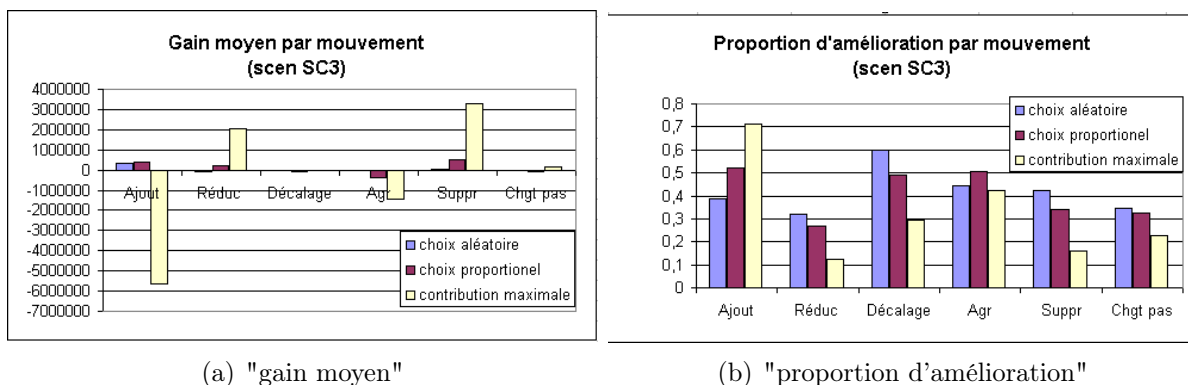 Gain moyen par mouvement
(scen SC3)
4000000
3000000
2000000
1000000
0
-1000000
-2000000
-3000000
-4000000
-5000000
-6000000
-7000000
Ajout Réduc Décalage Agr Suppr Chgt pas
choix aléatoire
choix proportionel
contribution maximale
(a) "gain moyen"
Proportion d'amélioration par mouvement
(scen SC3)
0,8
0,7
0,6
0,5
0,4
0,3
0,2
0,1
0
Ajout Réduc Décalage Agr Suppr Chgt pas
choix aléatoire
choix proportionel
contribution maximale
(b) "proportion d'amélioration"